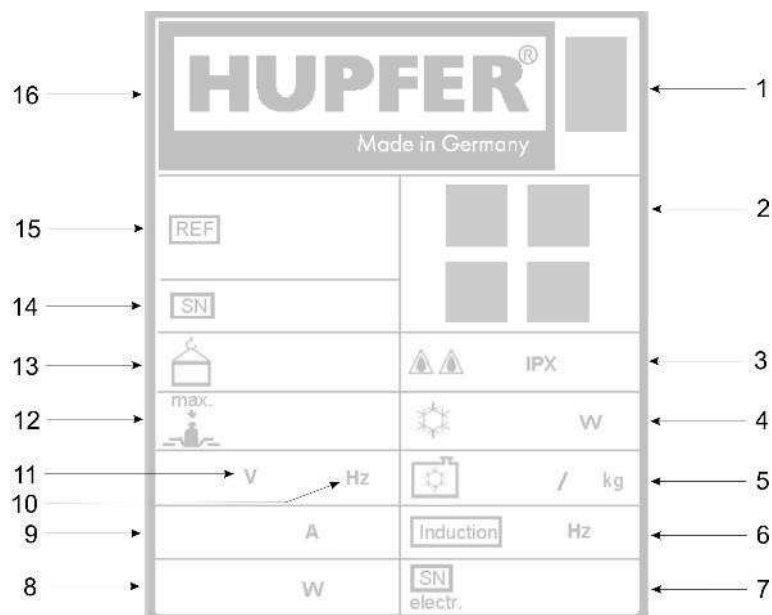 HUPFER®
16
1
Made in Germany
2
15 REF
14 SN
13 IPX 3
max.
12 W 4
11 V Hz / kg 5
10
9 A Induction Hz 6
8 W SN 7
electr.